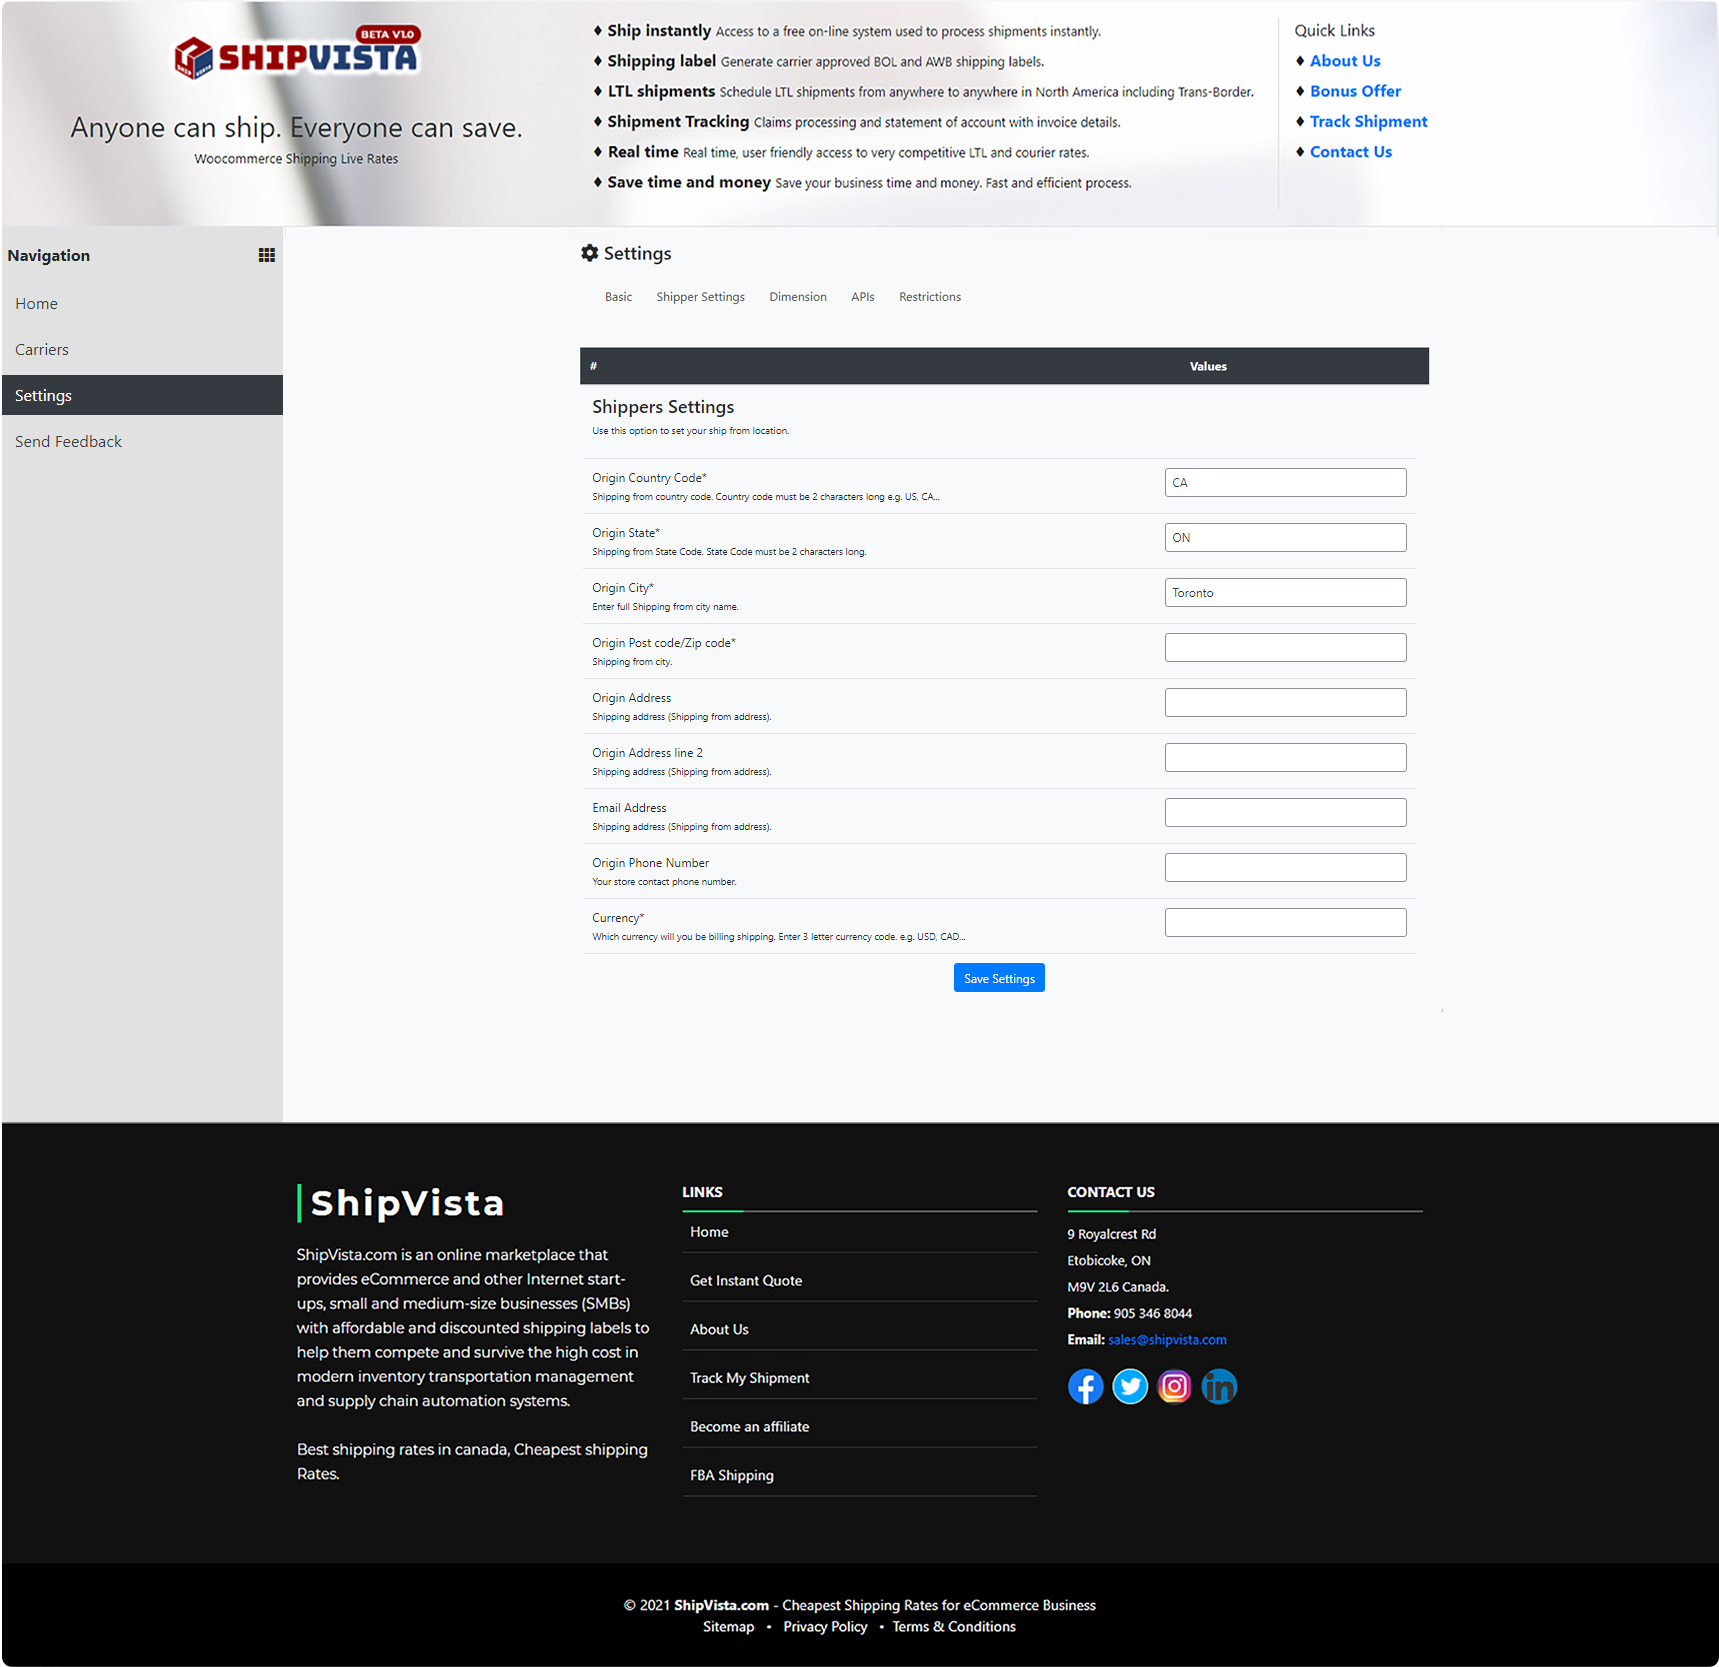 BETA V1.0
SHIPVISTA
Anyone can ship. Everyone can save.
Woocommerce Shipping Live Rates
♦ Ship instantly Access to a free on-line system used to process shipments instantly.
♦ Shipping label Generate carrier approved BOL and AWB shipping labels.
♦ LTL shipments Schedule LTL shipments from anywhere to anywhere in North America including Trans-Border.
♦ Shipment Tracking Claims processing and statement of account with invoice details.
♦ Real time Real time, user friendly access to very competitive LTL and courier rates.
♦ Save time and money Save your business time and money. Fast and efficient process.
Quick Links
♦ About Us
♦ Bonus Offer
♦ Track Shipment
♦ Contact Us
Navigation
Home
Carriers
Settings
Send Feedback
Settings
Basic Shipper Settings Dimension APIs Restrictions
# Values
Shippers Settings
Use this option to set your ship from location.
Origin Country Code*
Shipping from country code. Country code must be 2 characters long e.g. US, CA...
CA
Origin State*
Shipping from State Code. State Code must be 2 characters long.
ON
Origin City*
Enter full Shipping from city name.
Toronto
Origin Post code/Zip code*
Shipping from city.
Origin Address
Shipping address (Shipping from address).
Origin Address line 2
Shipping address (Shipping from address).
Email Address
Shipping address (Shipping from address).
Origin Phone Number
Your store contact phone number.
Currency*
Which currency will you be billing shipping. Enter 3 letter currency code. e.g. USD, CAD...
Save Settings
ShipVista
ShipVista.com is an online marketplace that
provides eCommerce and other Internet start-
ups, small and medium-size businesses (SMBs)
with affordable and discounted shipping labels to
help them compete and survive the high cost in
modern inventory transportation management
and supply chain automation systems.
Best shipping rates in canada, Cheapest shipping
Rates.
LINKS
Home
Get Instant Quote
About Us
Track My Shipment
Become an affiliate
FBA Shipping
CONTACT US
9 Royalcrest Rd
Etobicoke, ON
M9V 2L6 Canada.
Phone: 905 346 8044
Email: sales@shipvista.com
© 2021 ShipVista.com - Cheapest Shipping Rates for eCommerce Business
Sitemap • Privacy Policy • Terms & Conditions